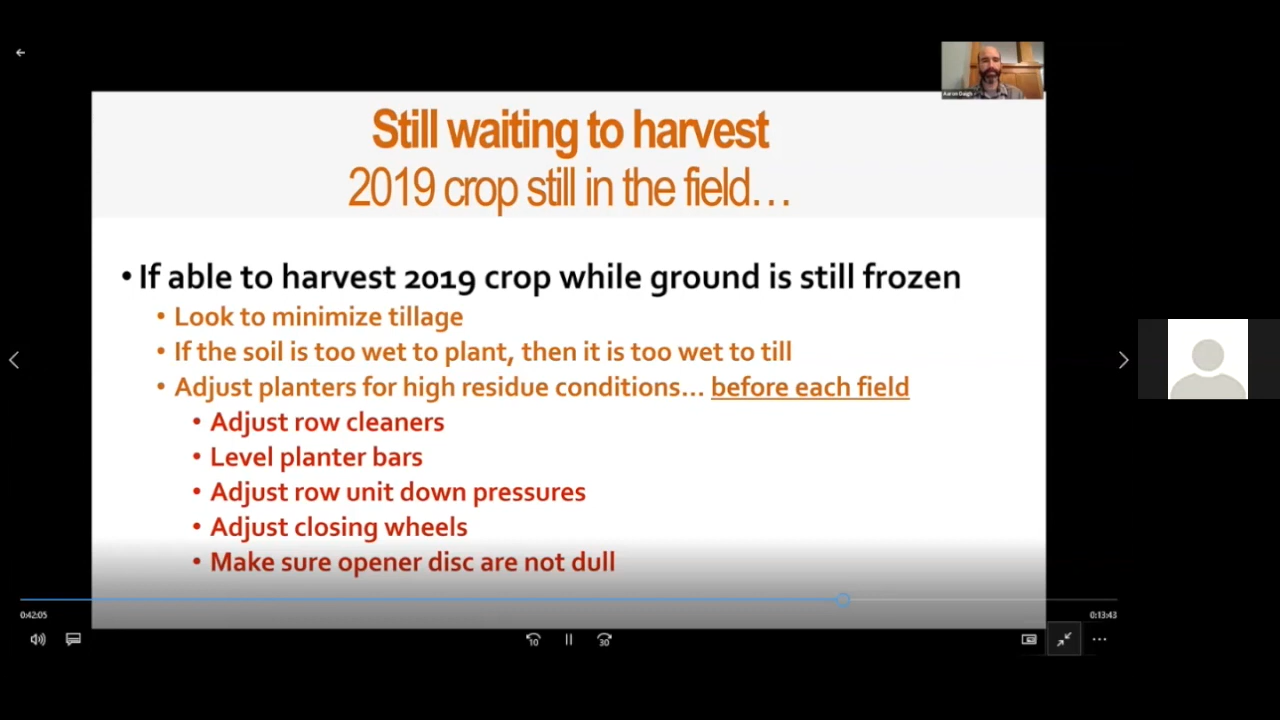 Aaron Daigh
Still waiting to harvest
2019 crop still in the field…
• If able to harvest 2019 crop while ground is still frozen
• Look to minimize tillage
• If the soil is too wet to plant, then it is too wet to till
• Adjust planters for high residue conditions... before each field
• Adjust row cleaners
• Level planter bars
• Adjust row unit down pressures
• Adjust closing wheels
• Make sure opener disc are not dull
0:42:05
0:13:43
10
30